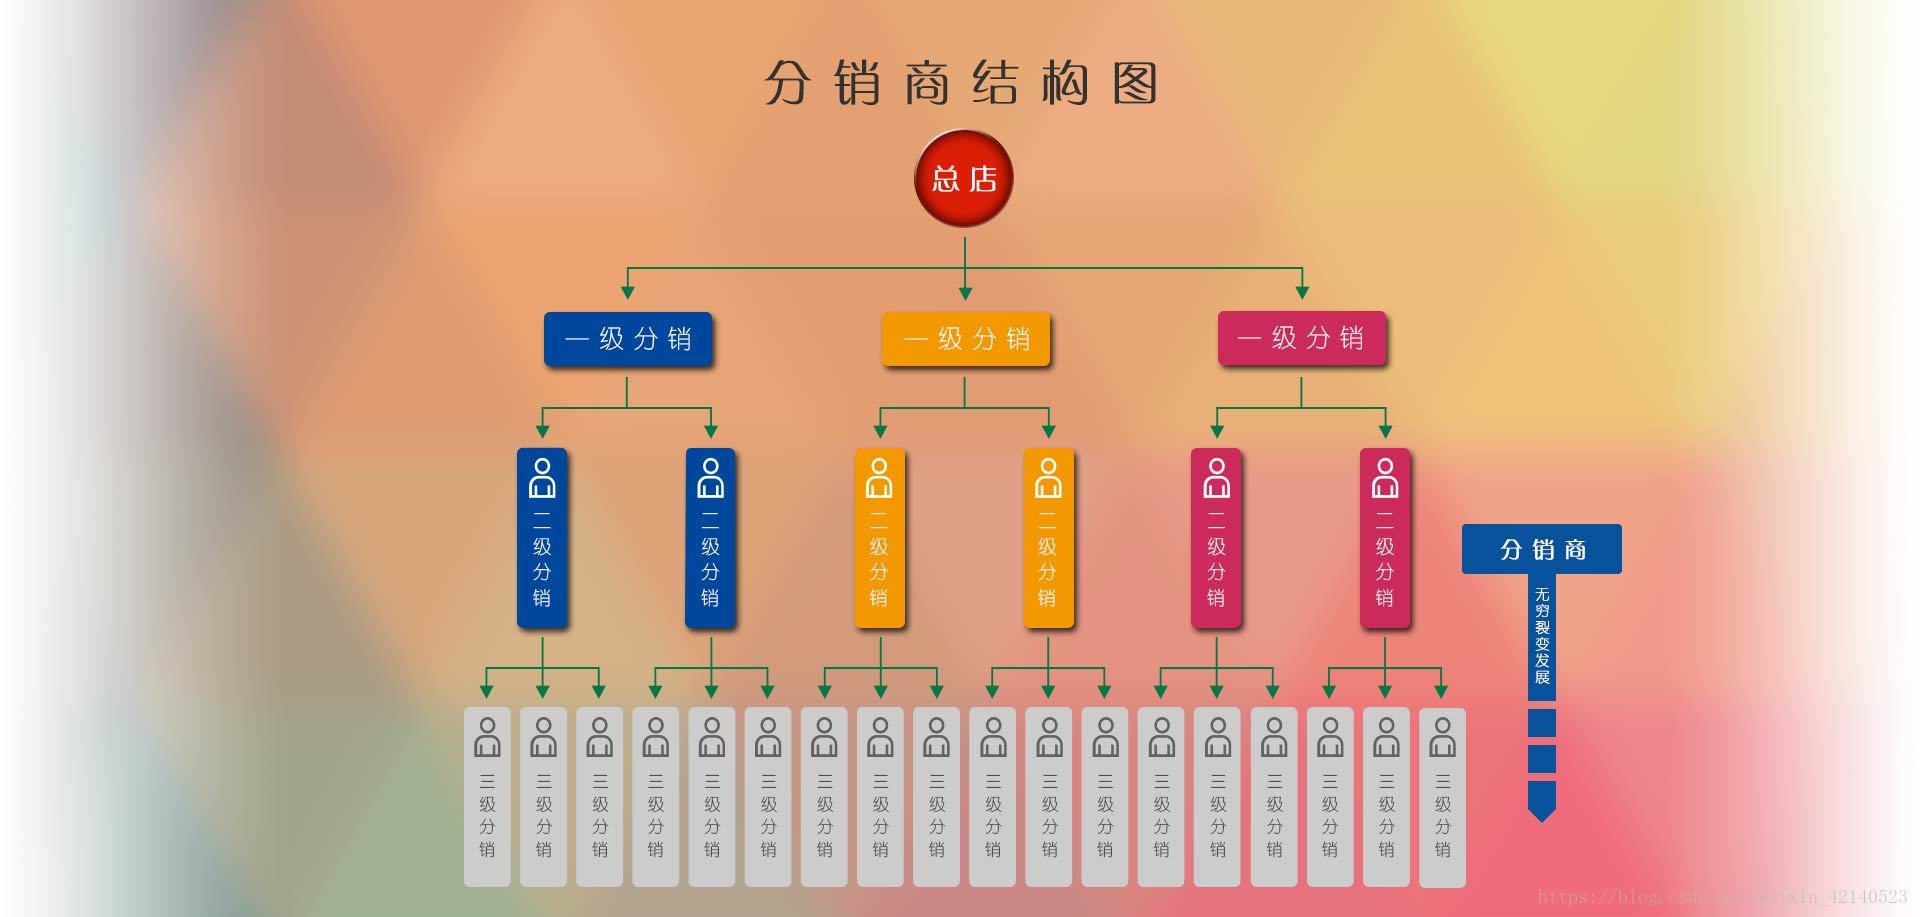 分销商结构图
总店
一级分销 一级分销 一级分销
二级分销 二级分销 二级分销 二级分销 二级分销 二级分销
分销商
无穷裂变发展
三级分销 三级分销 三级分销 三级分销 三级分销 三级分销 三级分销 三级分销 三级分销 三级分销 三级分销 三级分销 三级分销 三级分销 三级分销 三级分销 三级分销 三级分销
https://blog.csdn.net/weixin_42140523